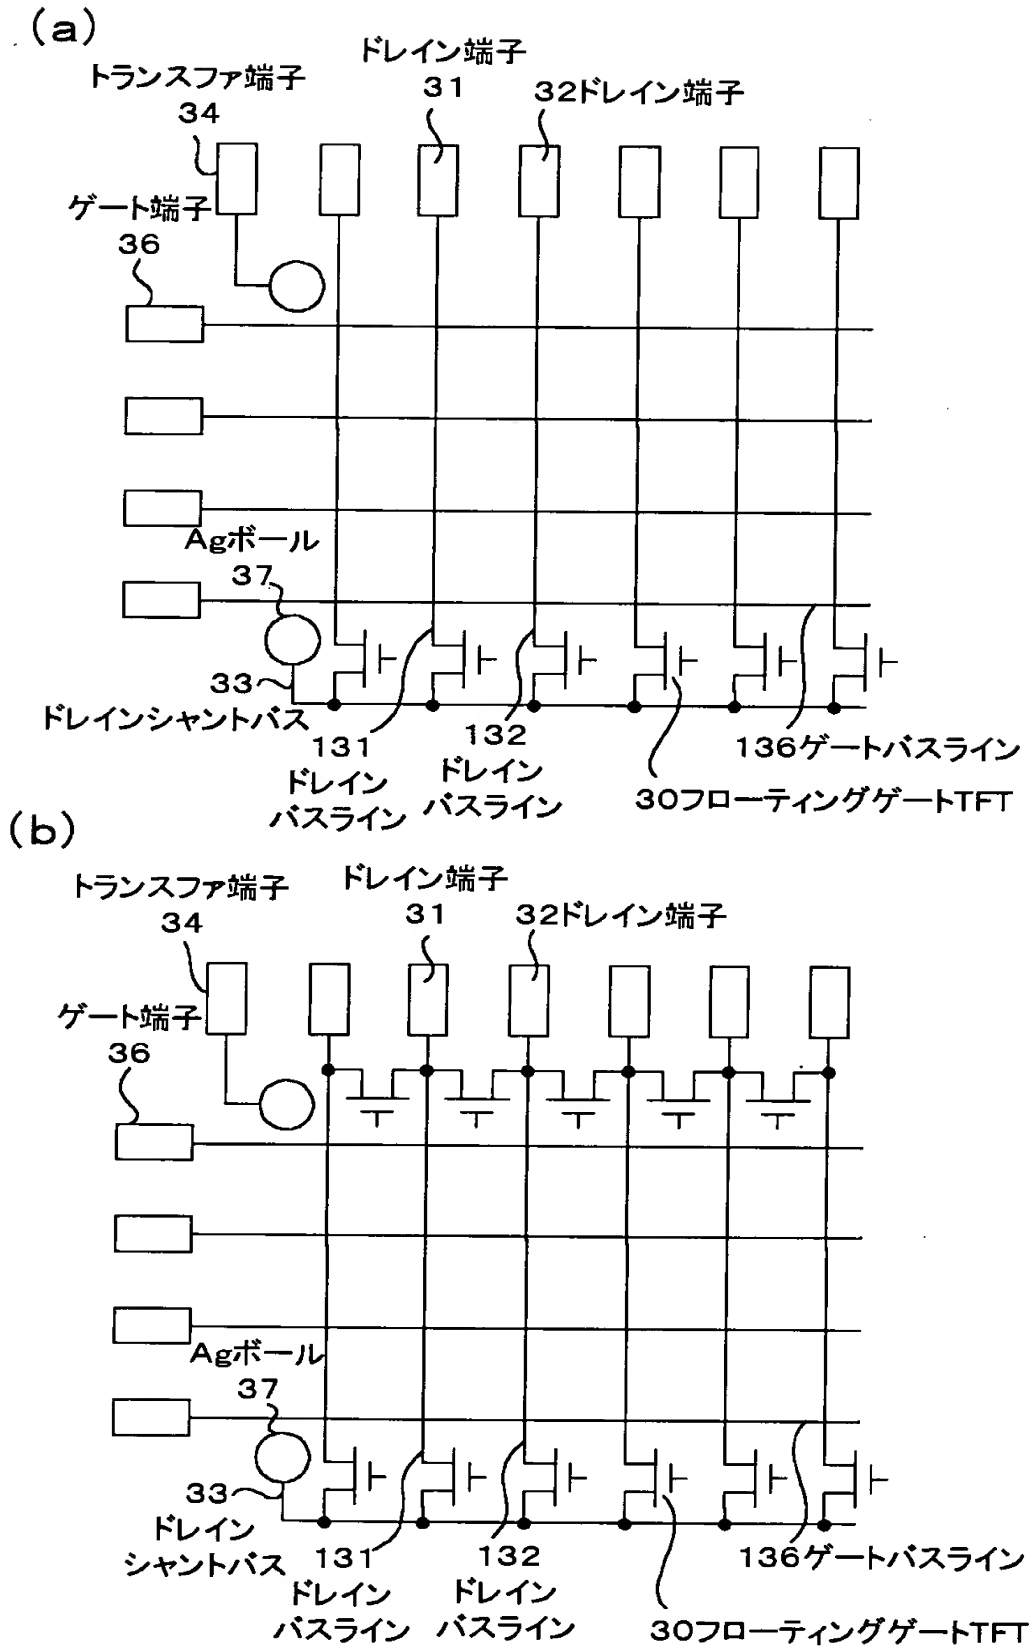 (a)
ドレイン端子
31
トランスファ端子
34
32ドレイン端子
ゲート端子
36
Agボール
37
33
ドレインシャントバス
131
ドレイン
バスライン
132
ドレイン
バスライン
136ゲートバスライン
30フローティングゲートTFT
(b)
ドレイン端子
31
トランスファ端子
34
32ドレイン端子
ゲート端子
36
Agボール
37
33
ドレイン
シャントバス
131
ドレイン
バスライン
132
ドレイン
バスライン
136ゲートバスライン
30フローティングゲートTFT